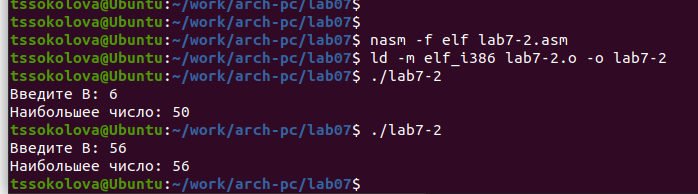 tssokolova@Ubuntu:~/work/arch-pc/lab07$
tssokolova@Ubuntu:~/work/arch-pc/lab07$
tssokolova@Ubuntu:~/work/arch-pc/lab07$ nasm -f elf lab7-2.asm
tssokolova@Ubuntu:~/work/arch-pc/lab07$ ld -m elf_i386 lab7-2.o -o lab7-2
tssokolova@Ubuntu:~/work/arch-pc/lab07$ ./lab7-2
Введите В: 6
Наибольшее число: 50
tssokolova@Ubuntu:~/work/arch-pc/lab07$ ./lab7-2
Введите В: 56
Наибольшее число: 56
tssokolova@Ubuntu:~/work/arch-pc/lab07$